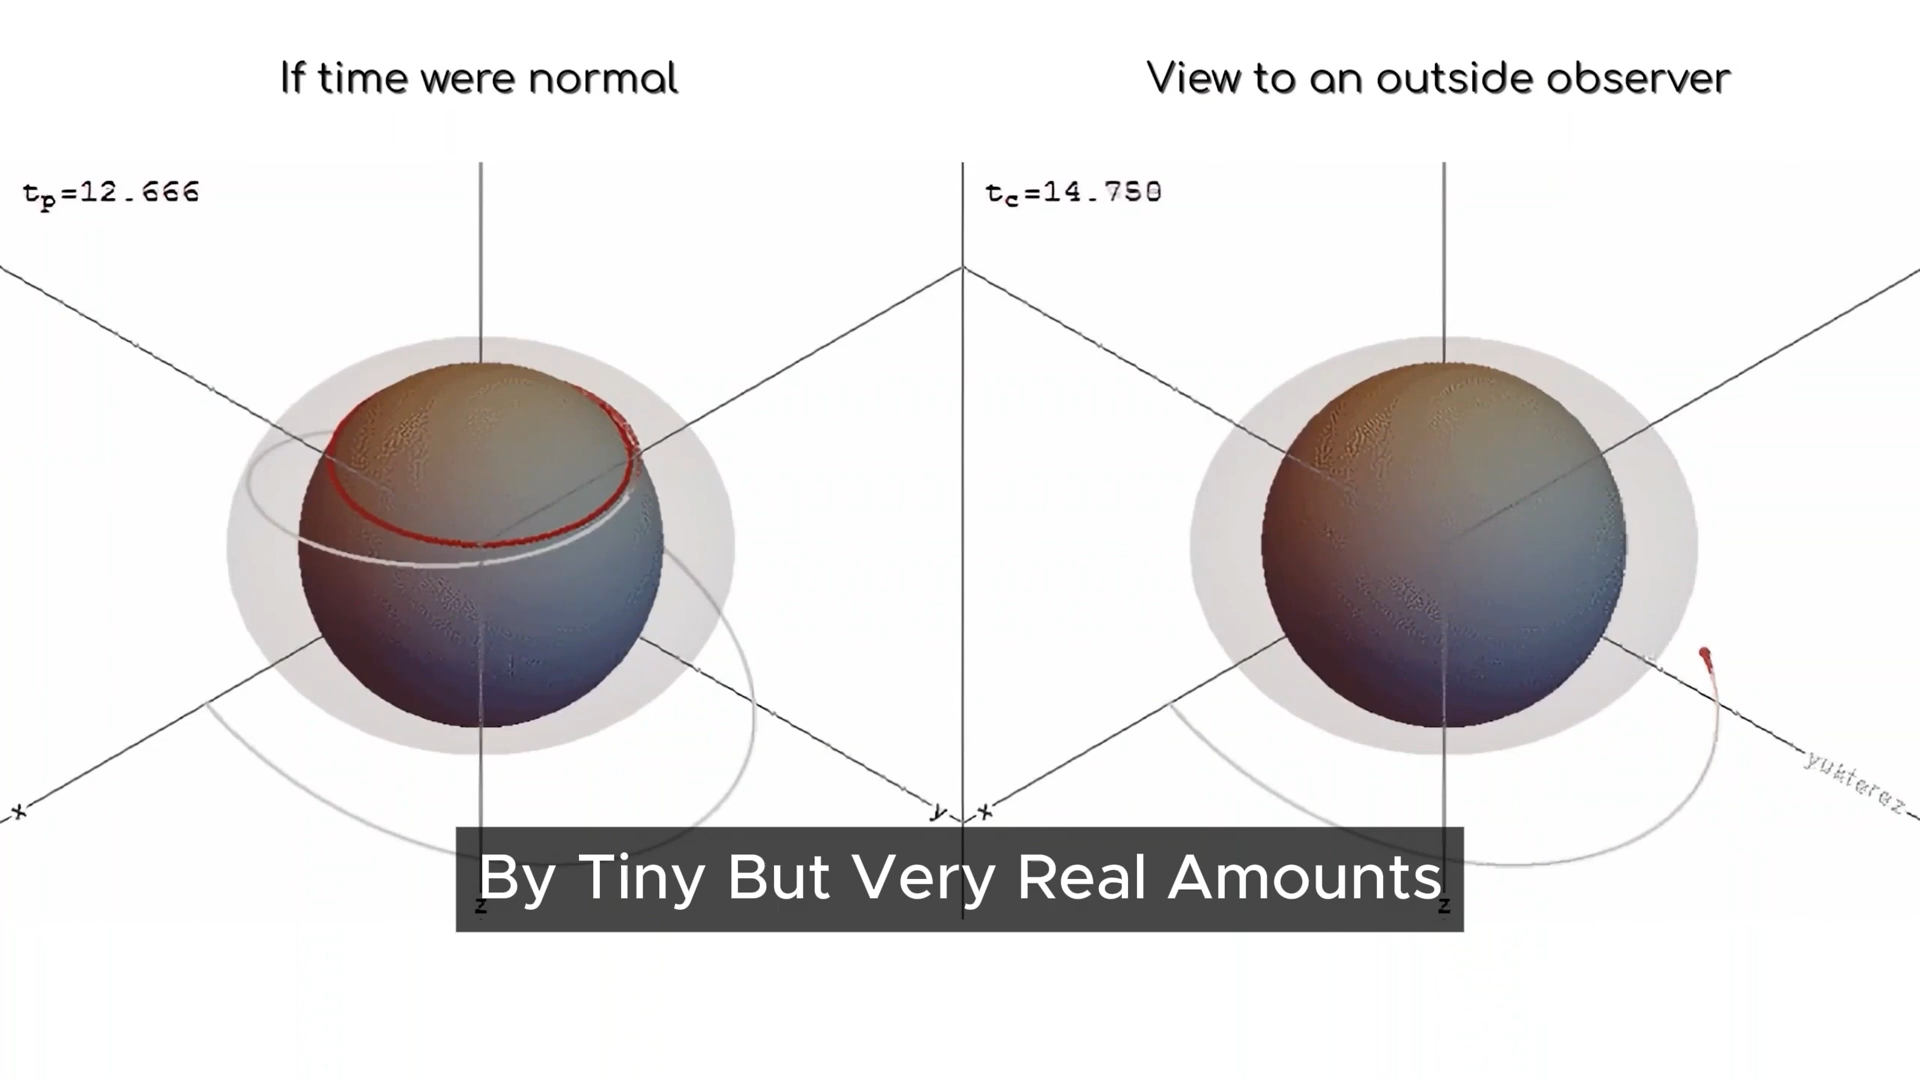 If time were normal
View to an outside observer
tp=12.666
tc=14.750
x
y
x
yukterez
By Tiny But Very Real Amounts
z
z